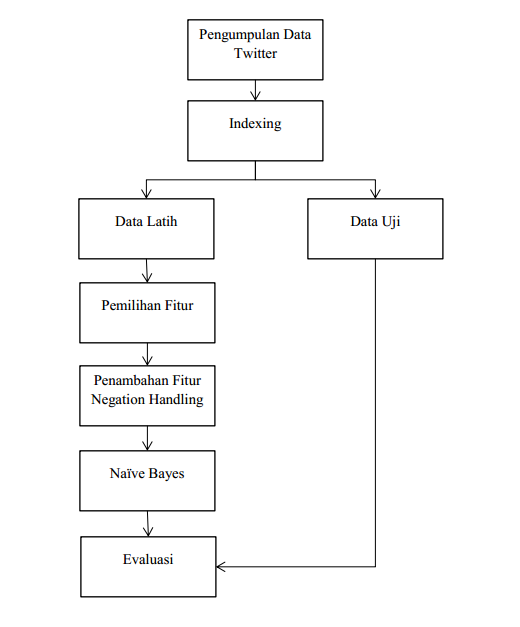 Pengumpulan Data
Twitter
Indexing
Data Latih
Data Uji
Pemilihan Fitur
Penambahan Fitur
Negation Handling
Naïve Bayes
Evaluasi